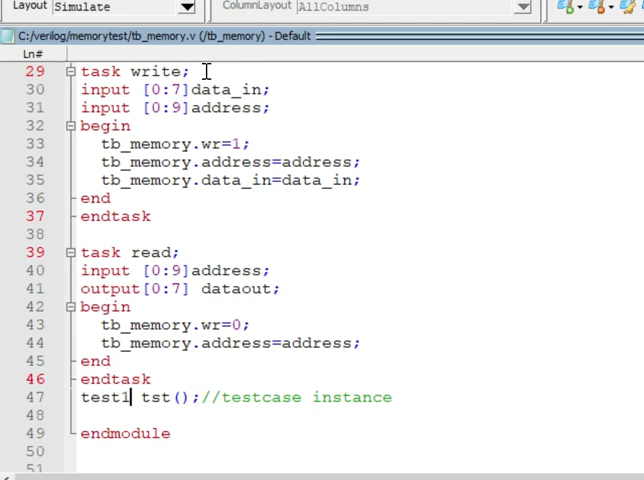 Layout Simulate ColumnLayout AllColumns
C:/verilog/memorytest/tb_memory.v (/tb_memory) - Default
Ln#
29 task write;
30 input [0:7]data_in;
31 input [0:9]address;
32 begin
33 tb_memory.wr=1;
34 tb_memory.address=address;
35 tb_memory.data_in=data_in;
36 end
37 endtask
38
39 task read;
40 input [0:9]address;
41 output[0:7] dataout;
42 begin
43 tb_memory.wr=0;
44 tb_memory.address=address;
45 end
46 endtask
47 test1 tst();//testcase instance
48
49 endmodule
50
51